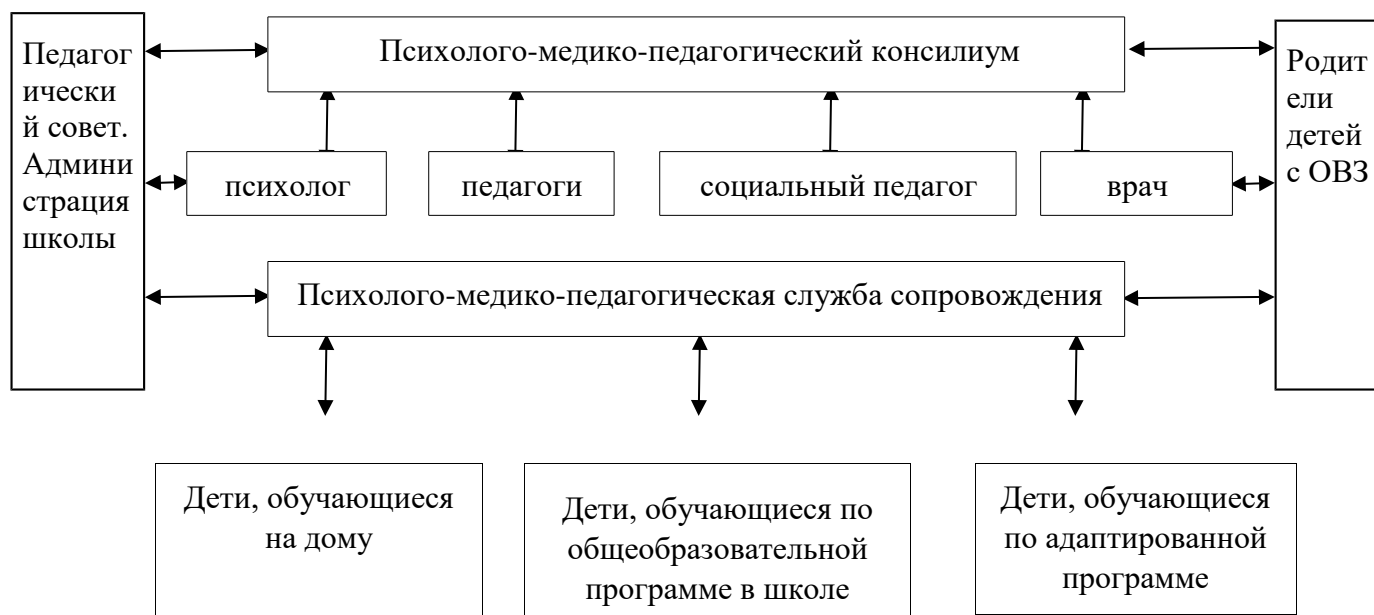 Педагог
ически
й совет.
Админи
страция
школы
Психолого-медико-педагогический консилиум
Родит
ели
детей
с ОВЗ
психолог
педагоги
социальный педагог
врач
Психолого-медико-педагогическая служба сопровождения
Дети, обучающиеся
на дому
Дети, обучающиеся по
общеобразовательной
программе в школе
Дети, обучающиеся
по адаптированной
программе